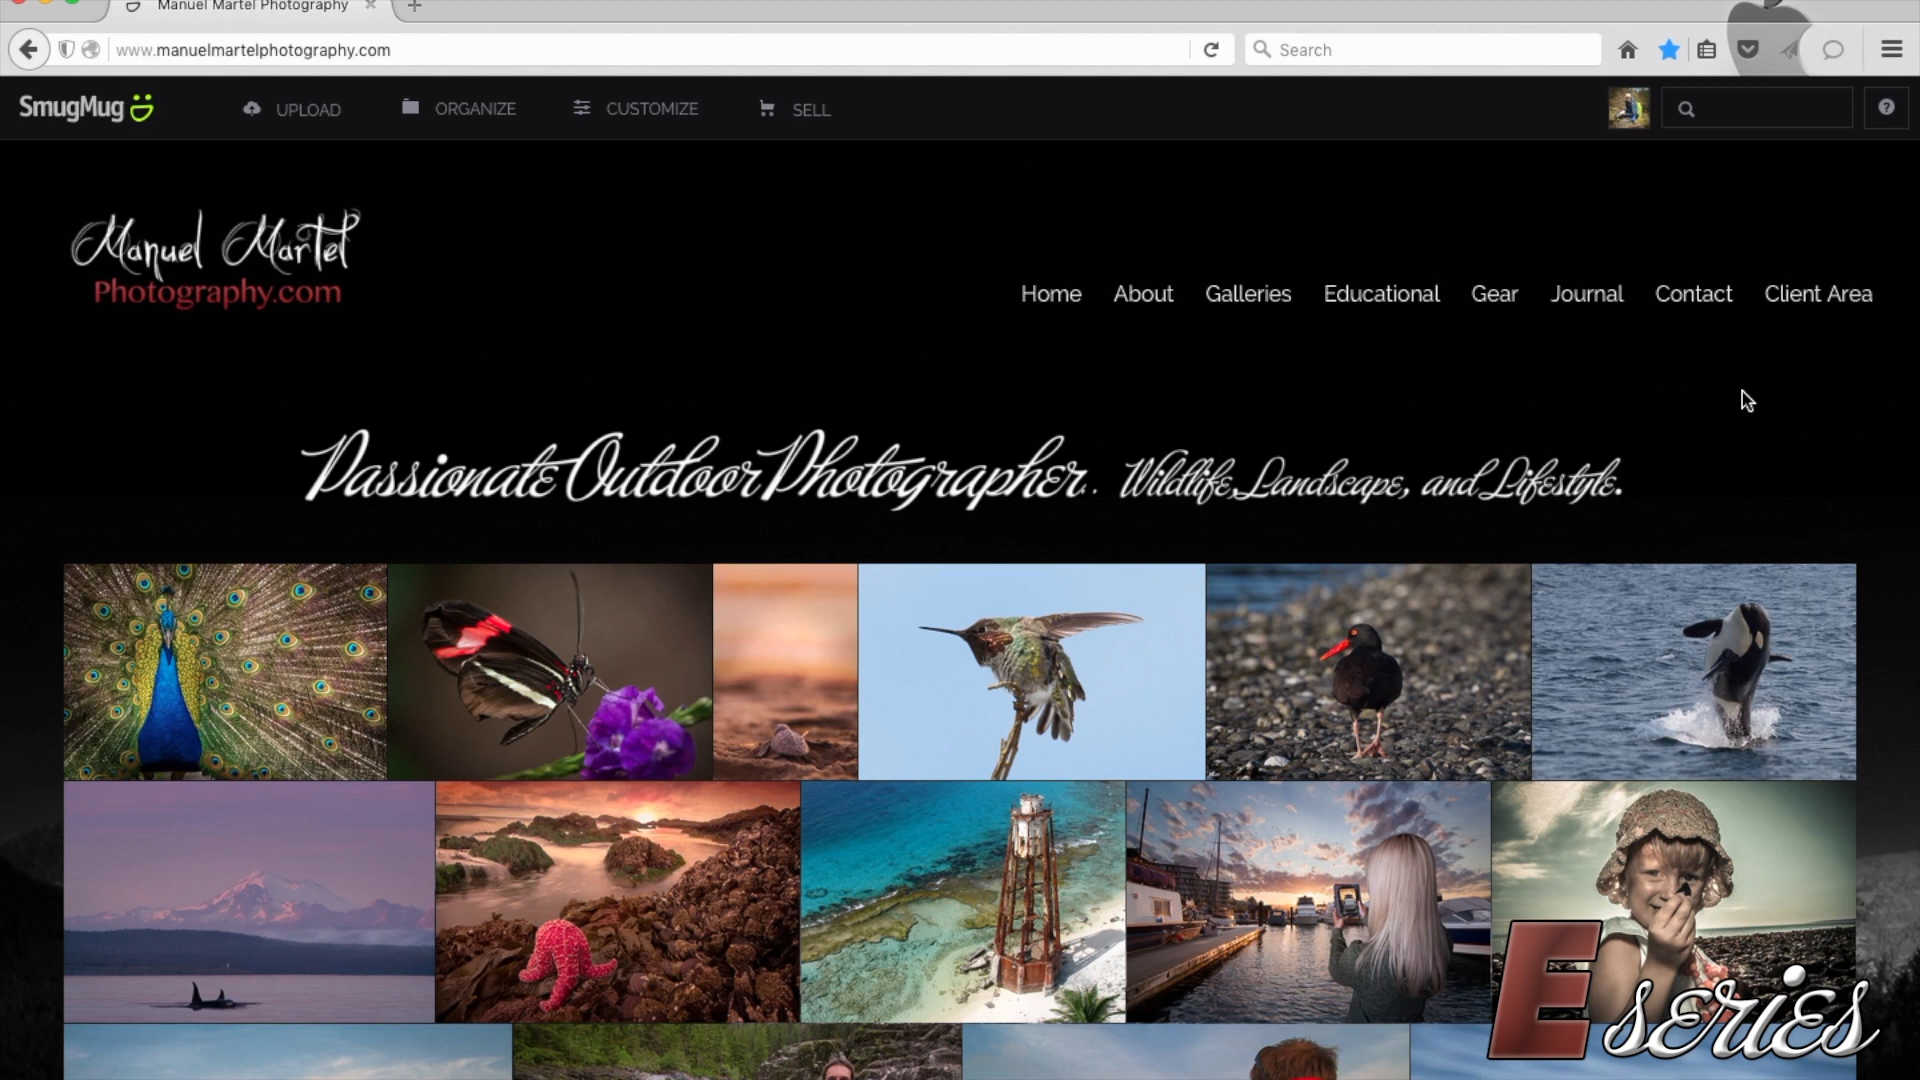 Manuel Martel Photography
www.manuelmartelphotography.com
Search
SmugMug
UPLOAD
ORGANIZE
CUSTOMIZE
SELL
Manuel Martel
Photography.com
Home About Galleries Educational Gear Journal Contact Client Area
Passionate Outdoor Photographer.. Wildlife, Landscape, and Lifestyle.
E series